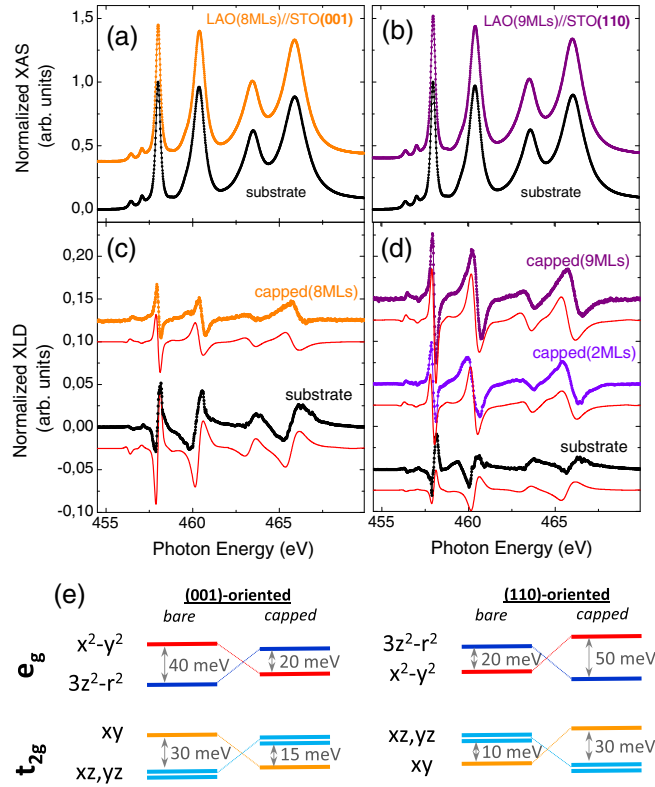 (a)
LAO(8MLs)//STO(001)
substrate
(b)
LAO(9MLs)//STO(110)
substrate
Normalized XAS
(arb. units)
1,5
1,0
0,5
0,0
(c)
capped(8MLs)
substrate
(d)
capped(9MLs)
capped(2MLs)
substrate
Normalized XLD
(arb. units)
0,20
0,15
0,10
0,05
0,00
-0,05
-0,10
455 460 465
455 460 465
Photon Energy (eV)
Photon Energy (eV)
(e)
(001)-oriented
bare capped
(110)-oriented
bare capped
e_g
x²-y²
3z²-r²
40 meV
20 meV
3z²-r²
x²-y²
20 meV
50 meV
t_2g
xy
xz,yz
30 meV
15 meV
xz,yz
xy
10 meV
30 meV